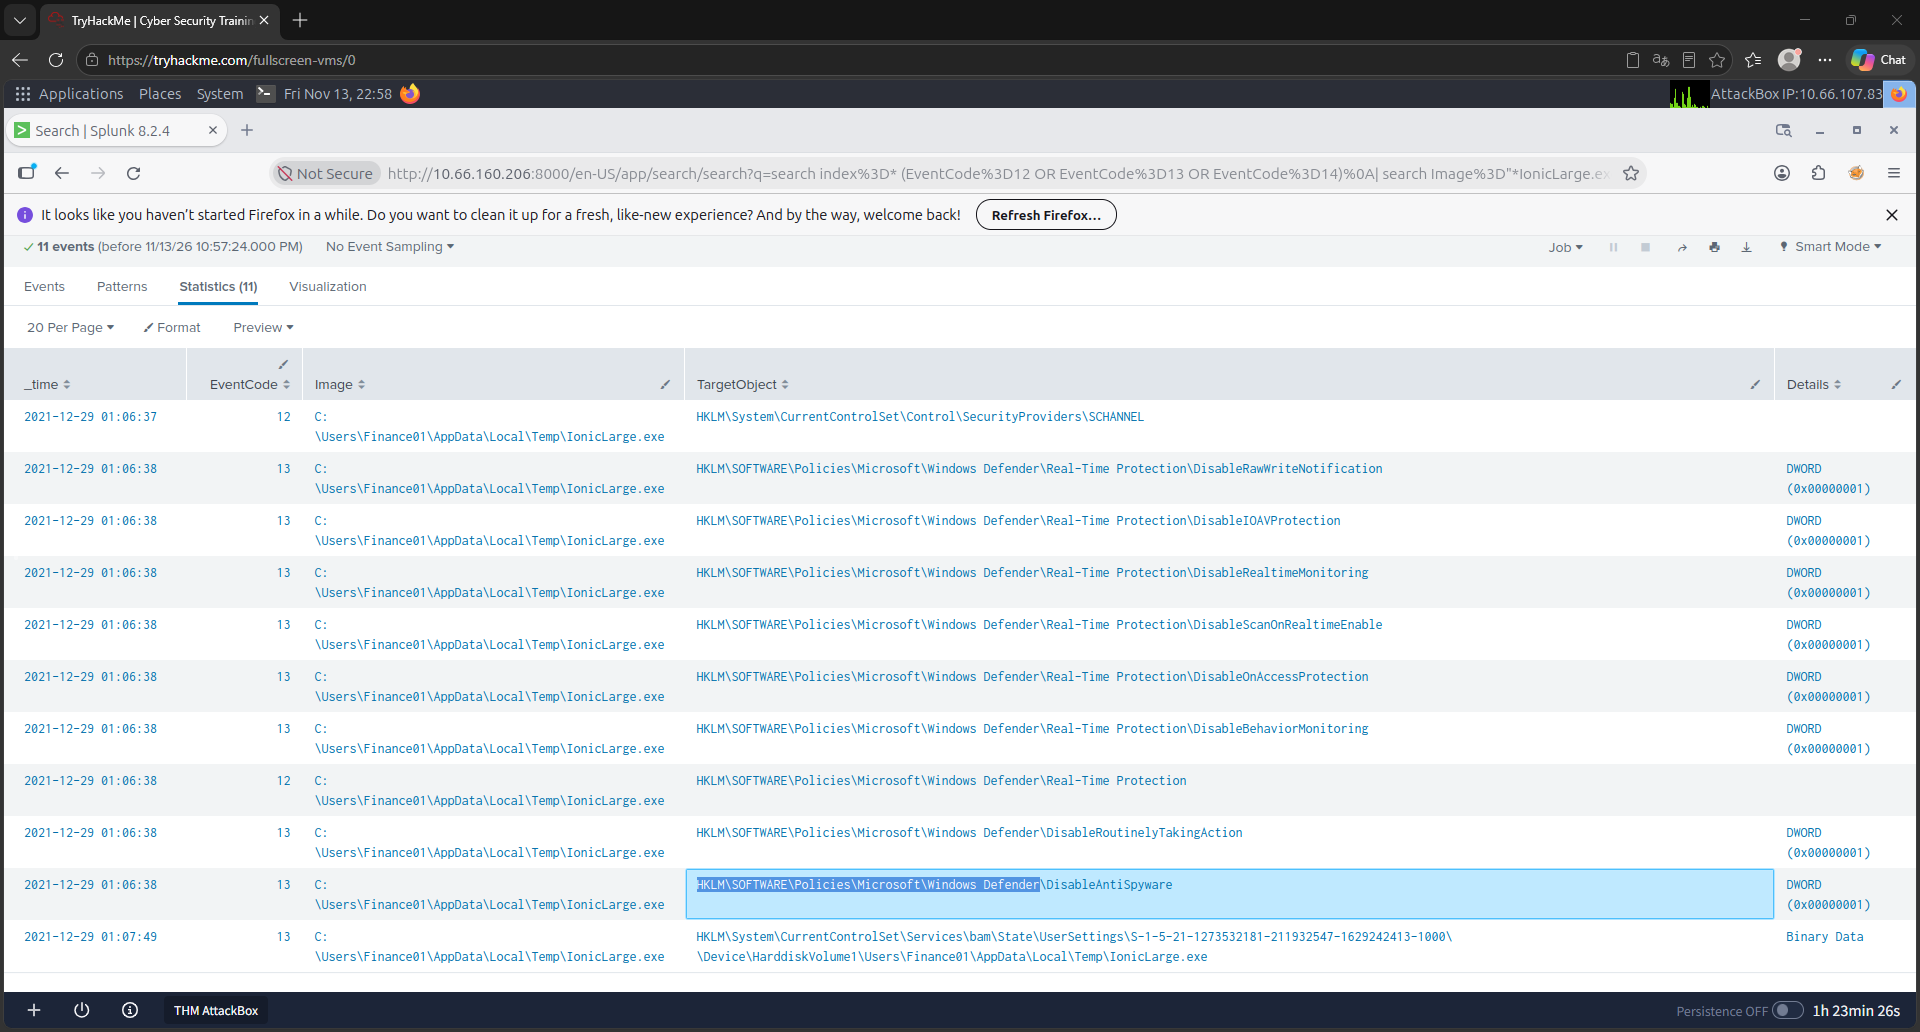 TryHackMe | Cyber Security Trainin
https://tryhackme.com/fullscreen-vms/0
Chat
Applications Places System Fri Nov 13, 22:58 AttackBox IP:10.66.107.83
Search | Splunk 8.2.4
Not Secure http://10.66.160.206:8000/en-US/app/search/search?q=search index%3D* (EventCode%3D12 OR EventCode%3D13 OR EventCode%3D14)%0A| search Image%3D"*IonicLarge.ex
It looks like you haven't started Firefox in a while. Do you want to clean it up for a fresh, like-new experience? And by the way, welcome back! Refresh Firefox...
11 events (before 11/13/26 10:57:24.000 PM) No Event Sampling Job Smart Mode
Events Patterns Statistics (11) Visualization
20 Per Page Format Preview
_time EventCode Image TargetObject Details
2021-12-29 01:06:37 12 C: HKLM\System\CurrentControlSet\Control\SecurityProviders\SCHANNEL
\Users\Finance01\AppData\Local\Temp\IonicLarge.exe
2021-12-29 01:06:38 13 C: HKLM\SOFTWARE\Policies\Microsoft\Windows Defender\Real-Time Protection\DisableRawWriteNotification DWORD
\Users\Finance01\AppData\Local\Temp\IonicLarge.exe (0x00000001)
2021-12-29 01:06:38 13 C: HKLM\SOFTWARE\Policies\Microsoft\Windows Defender\Real-Time Protection\DisableIOAVProtection DWORD
\Users\Finance01\AppData\Local\Temp\IonicLarge.exe (0x00000001)
2021-12-29 01:06:38 13 C: HKLM\SOFTWARE\Policies\Microsoft\Windows Defender\Real-Time Protection\DisableRealtimeMonitoring DWORD
\Users\Finance01\AppData\Local\Temp\IonicLarge.exe (0x00000001)
2021-12-29 01:06:38 13 C: HKLM\SOFTWARE\Policies\Microsoft\Windows Defender\Real-Time Protection\DisableScanOnRealtimeEnable DWORD
\Users\Finance01\AppData\Local\Temp\IonicLarge.exe (0x00000001)
2021-12-29 01:06:38 13 C: HKLM\SOFTWARE\Policies\Microsoft\Windows Defender\Real-Time Protection\DisableOnAccessProtection DWORD
\Users\Finance01\AppData\Local\Temp\IonicLarge.exe (0x00000001)
2021-12-29 01:06:38 13 C: HKLM\SOFTWARE\Policies\Microsoft\Windows Defender\Real-Time Protection\DisableBehaviorMonitoring DWORD
\Users\Finance01\AppData\Local\Temp\IonicLarge.exe (0x00000001)
2021-12-29 01:06:38 12 C: HKLM\SOFTWARE\Policies\Microsoft\Windows Defender\Real-Time Protection
\Users\Finance01\AppData\Local\Temp\IonicLarge.exe
2021-12-29 01:06:38 13 C: HKLM\SOFTWARE\Policies\Microsoft\Windows Defender\DisableRoutinelyTakingAction DWORD
\Users\Finance01\AppData\Local\Temp\IonicLarge.exe (0x00000001)
2021-12-29 01:06:38 13 C: HKLM\SOFTWARE\Policies\Microsoft\Windows Defender\DisableAntiSpyware DWORD
\Users\Finance01\AppData\Local\Temp\IonicLarge.exe (0x00000001)
2021-12-29 01:07:49 13 C: HKLM\System\CurrentControlSet\Services\bam\State\UserSettings\S-1-5-21-1273532181-211932547-1629242413-1000\ Binary Data
\Users\Finance01\AppData\Local\Temp\IonicLarge.exe \Device\HarddiskVolume1\Users\Finance01\AppData\Local\Temp\IonicLarge.exe
THM AttackBox Persistence OFF 1h 23min 26s